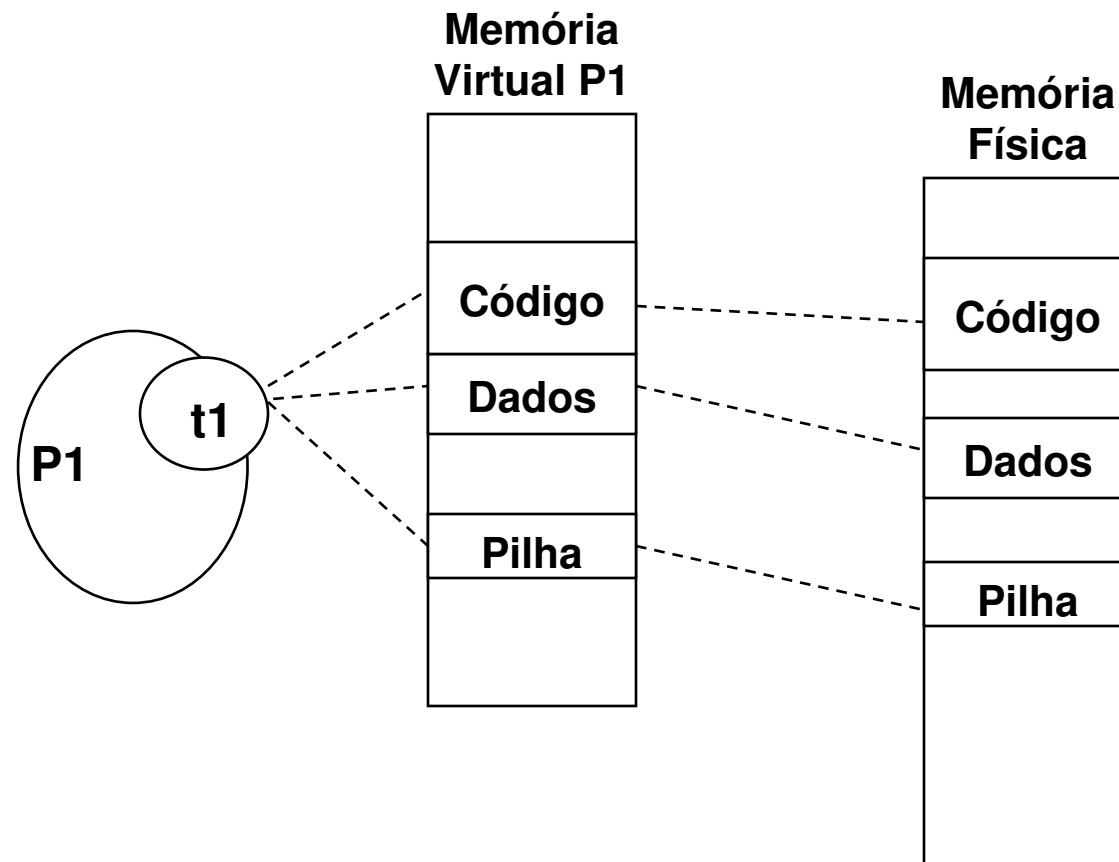 Memória
Virtual P1
Memória
Física
Código
Código
Dados
t1
P1
Dados
Pilha
Pilha